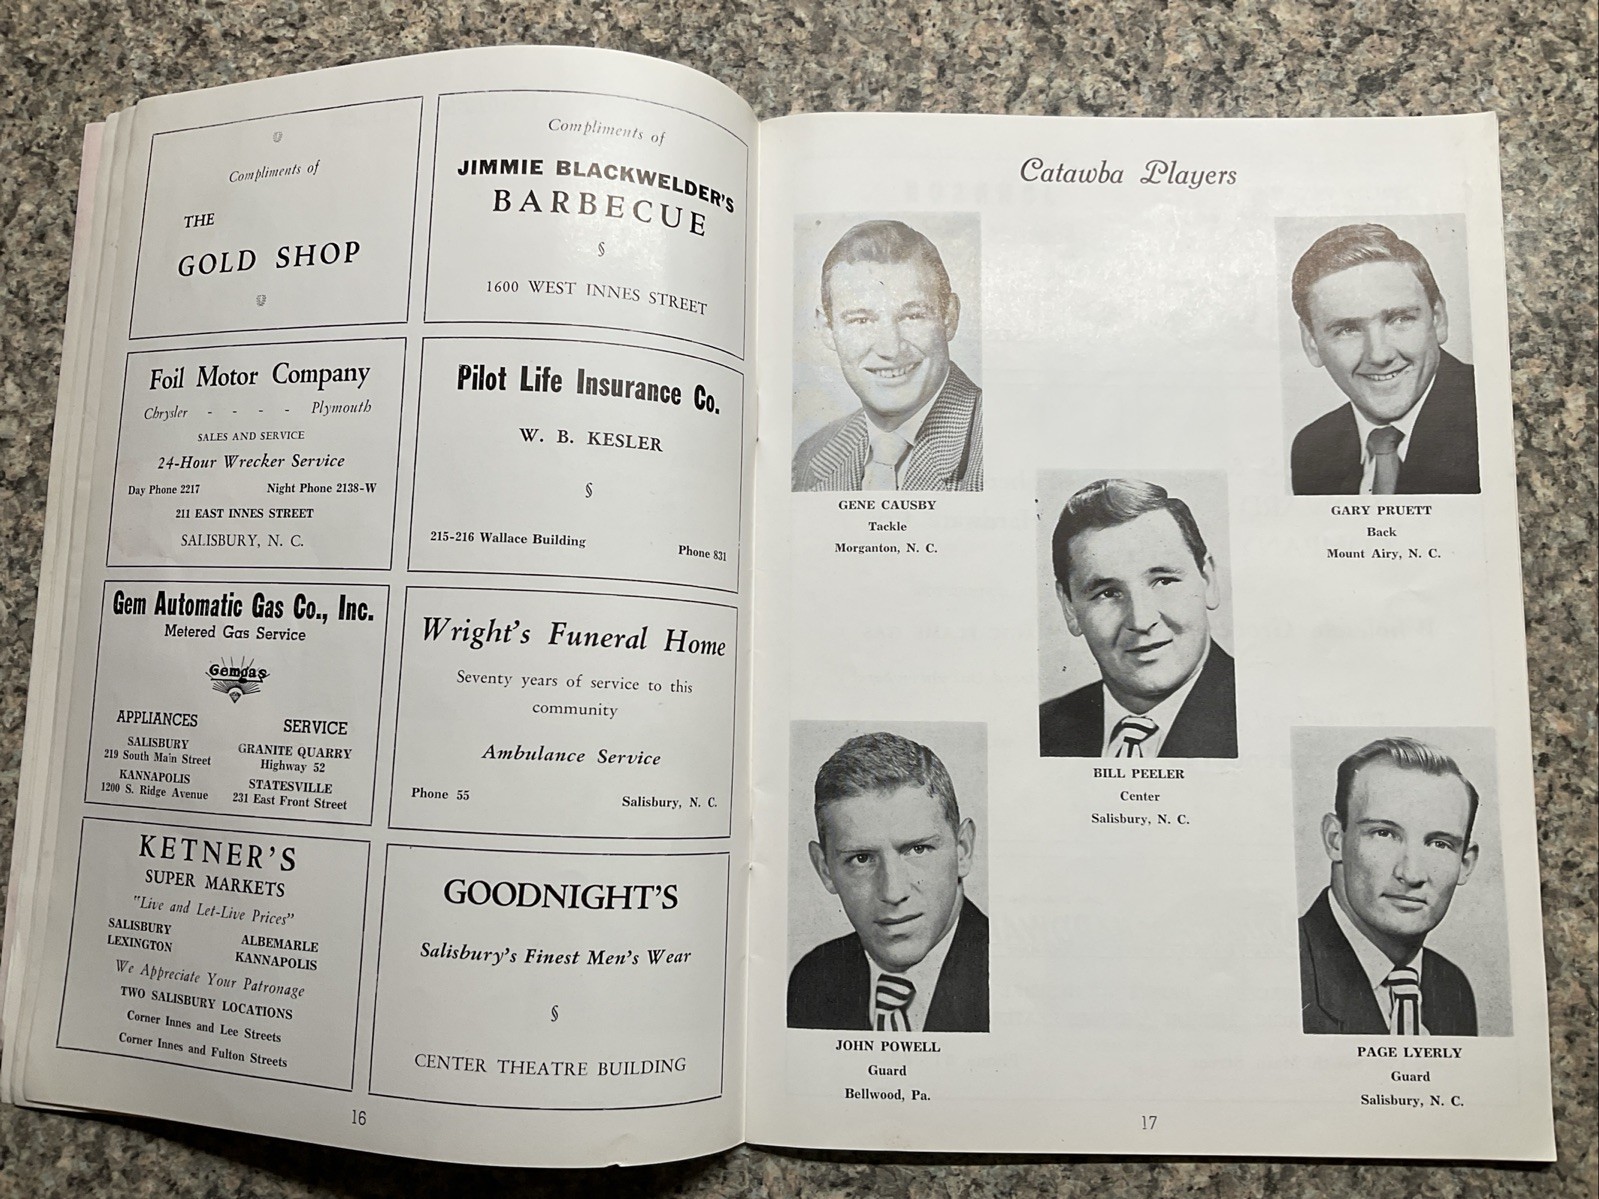 Compliments of
THE
GOLD SHOP
Compliments of
JIMMIE BLACKWELDER'S
BARBECUE
§
1600 WEST INNES STREET
Foil Motor Company
Chrysler - - - - Plymouth
SALES AND SERVICE
24-Hour Wrecker Service
Day Phone 2217 Night Phone 2138-W
211 EAST INNES STREET
SALISBURY, N. C.
Pilot Life Insurance Co.
W. B. KESLER
§
215-216 Wallace Building
Phone 831
Gem Automatic Gas Co., Inc.
Metered Gas Service
Gemgas
APPLIANCES
SALISBURY
219 South Main Street
KANNAPOLIS
1200 S. Ridge Avenue
SERVICE
GRANITE QUARRY
Highway 52
STATESVILLE
231 East Front Street
Wright's Funeral Home
Seventy years of service to this
community
Ambulance Service
Phone 55
Salisbury, N. C.
KETNER'S
SUPER MARKETS
"Live and Let-Live Prices"
SALISBURY
LEXINGTON
ALBEMARLE
KANNAPOLIS
We Appreciate Your Patronage
TWO SALISBURY LOCATIONS
Corner Innes and Lee Streets
Corner Innes and Fulton Streets
GOODNIGHT'S
Salisbury's Finest Men's Wear
§
CENTER THEATRE BUILDING
16
Catawba Players
GENE CAUSBY
Tackle
Morganton, N. C.
GARY PRUETT
Back
Mount Airy, N. C.
BILL PEELER
Center
Salisbury, N. C.
JOHN POWELL
Guard
Bellwood, Pa.
PAGE LYERLY
Guard
Salisbury, N. C.
17